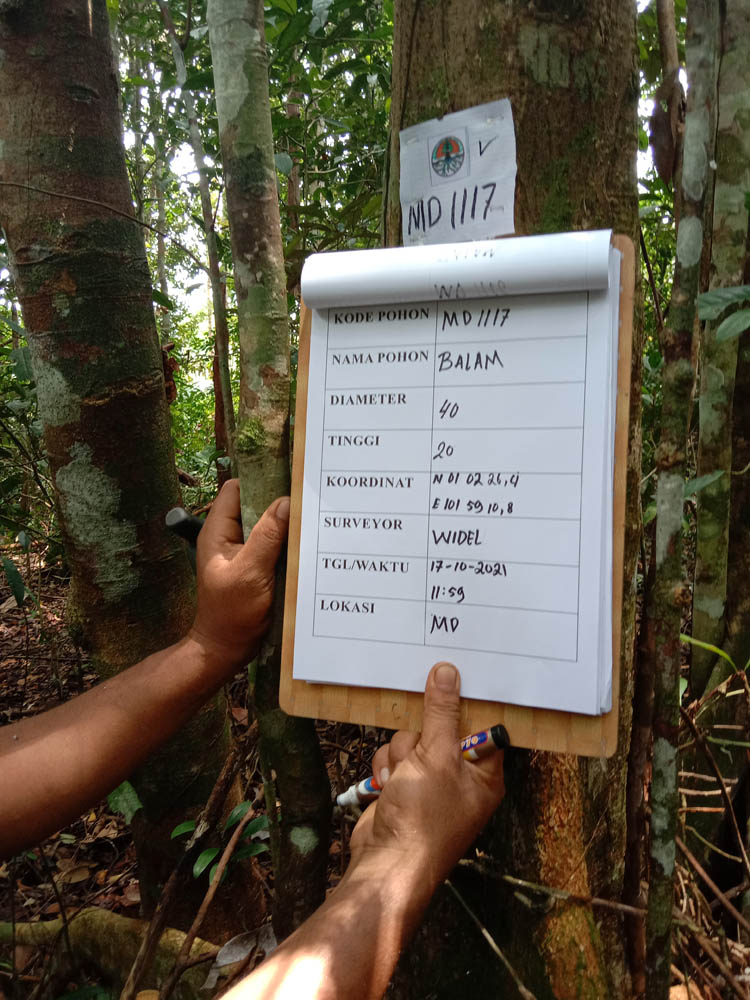 MD 1117
KODE POHON MD 1117
NAMA POHON BALAM
DIAMETER 40
TINGGI 20
KOORDINAT N 01 02 26,4
E 101 59 10,8
SURVEYOR WIDEL
TGL/WAKTU 17-10-2021
11:59
LOKASI MD